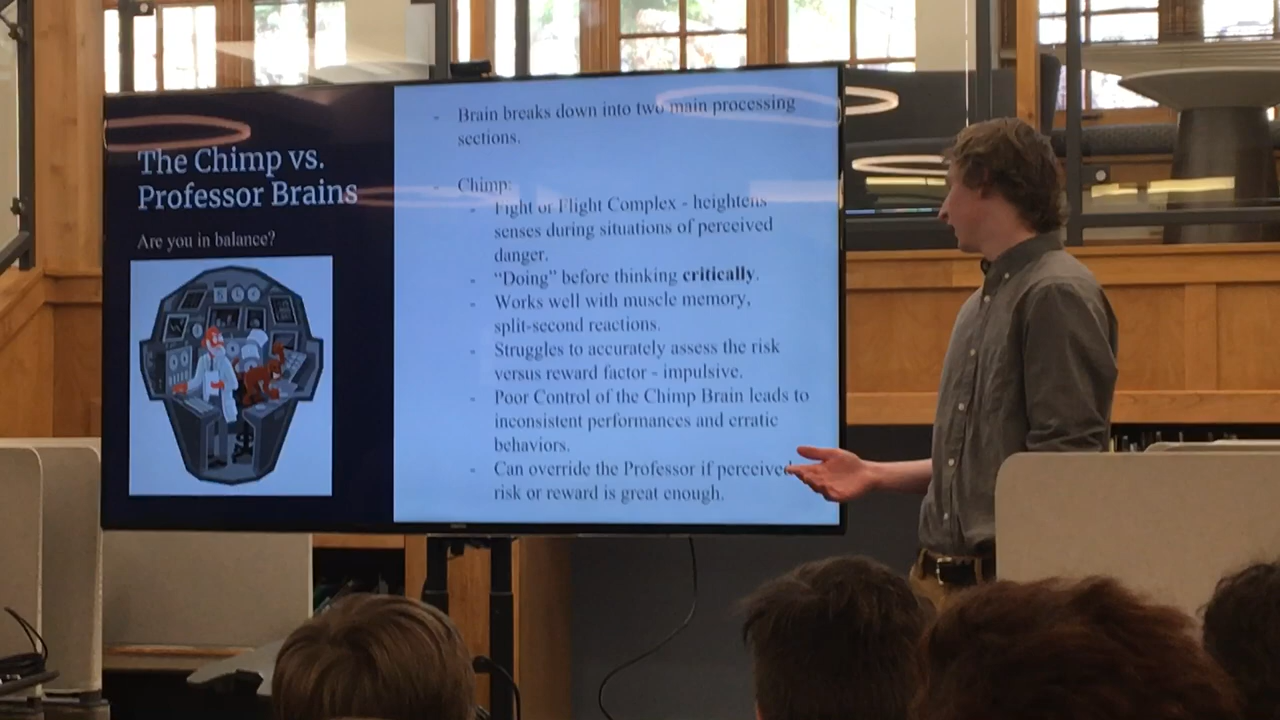 The Chimp vs.
Professor Brains
Are you in balance?
- Brain breaks down into two main processing
sections.
- Chimp:
- Fight or Flight Complex - heightens
senses during situations of perceived
danger.
- “Doing” before thinking critically.
- Works well with muscle memory,
split-second reactions.
- Struggles to accurately assess the risk
versus reward factor - impulsive.
- Poor Control of the Chimp Brain leads to
inconsistent performances and erratic
behaviors.
- Can override the Professor if perceived
risk or reward is great enough.